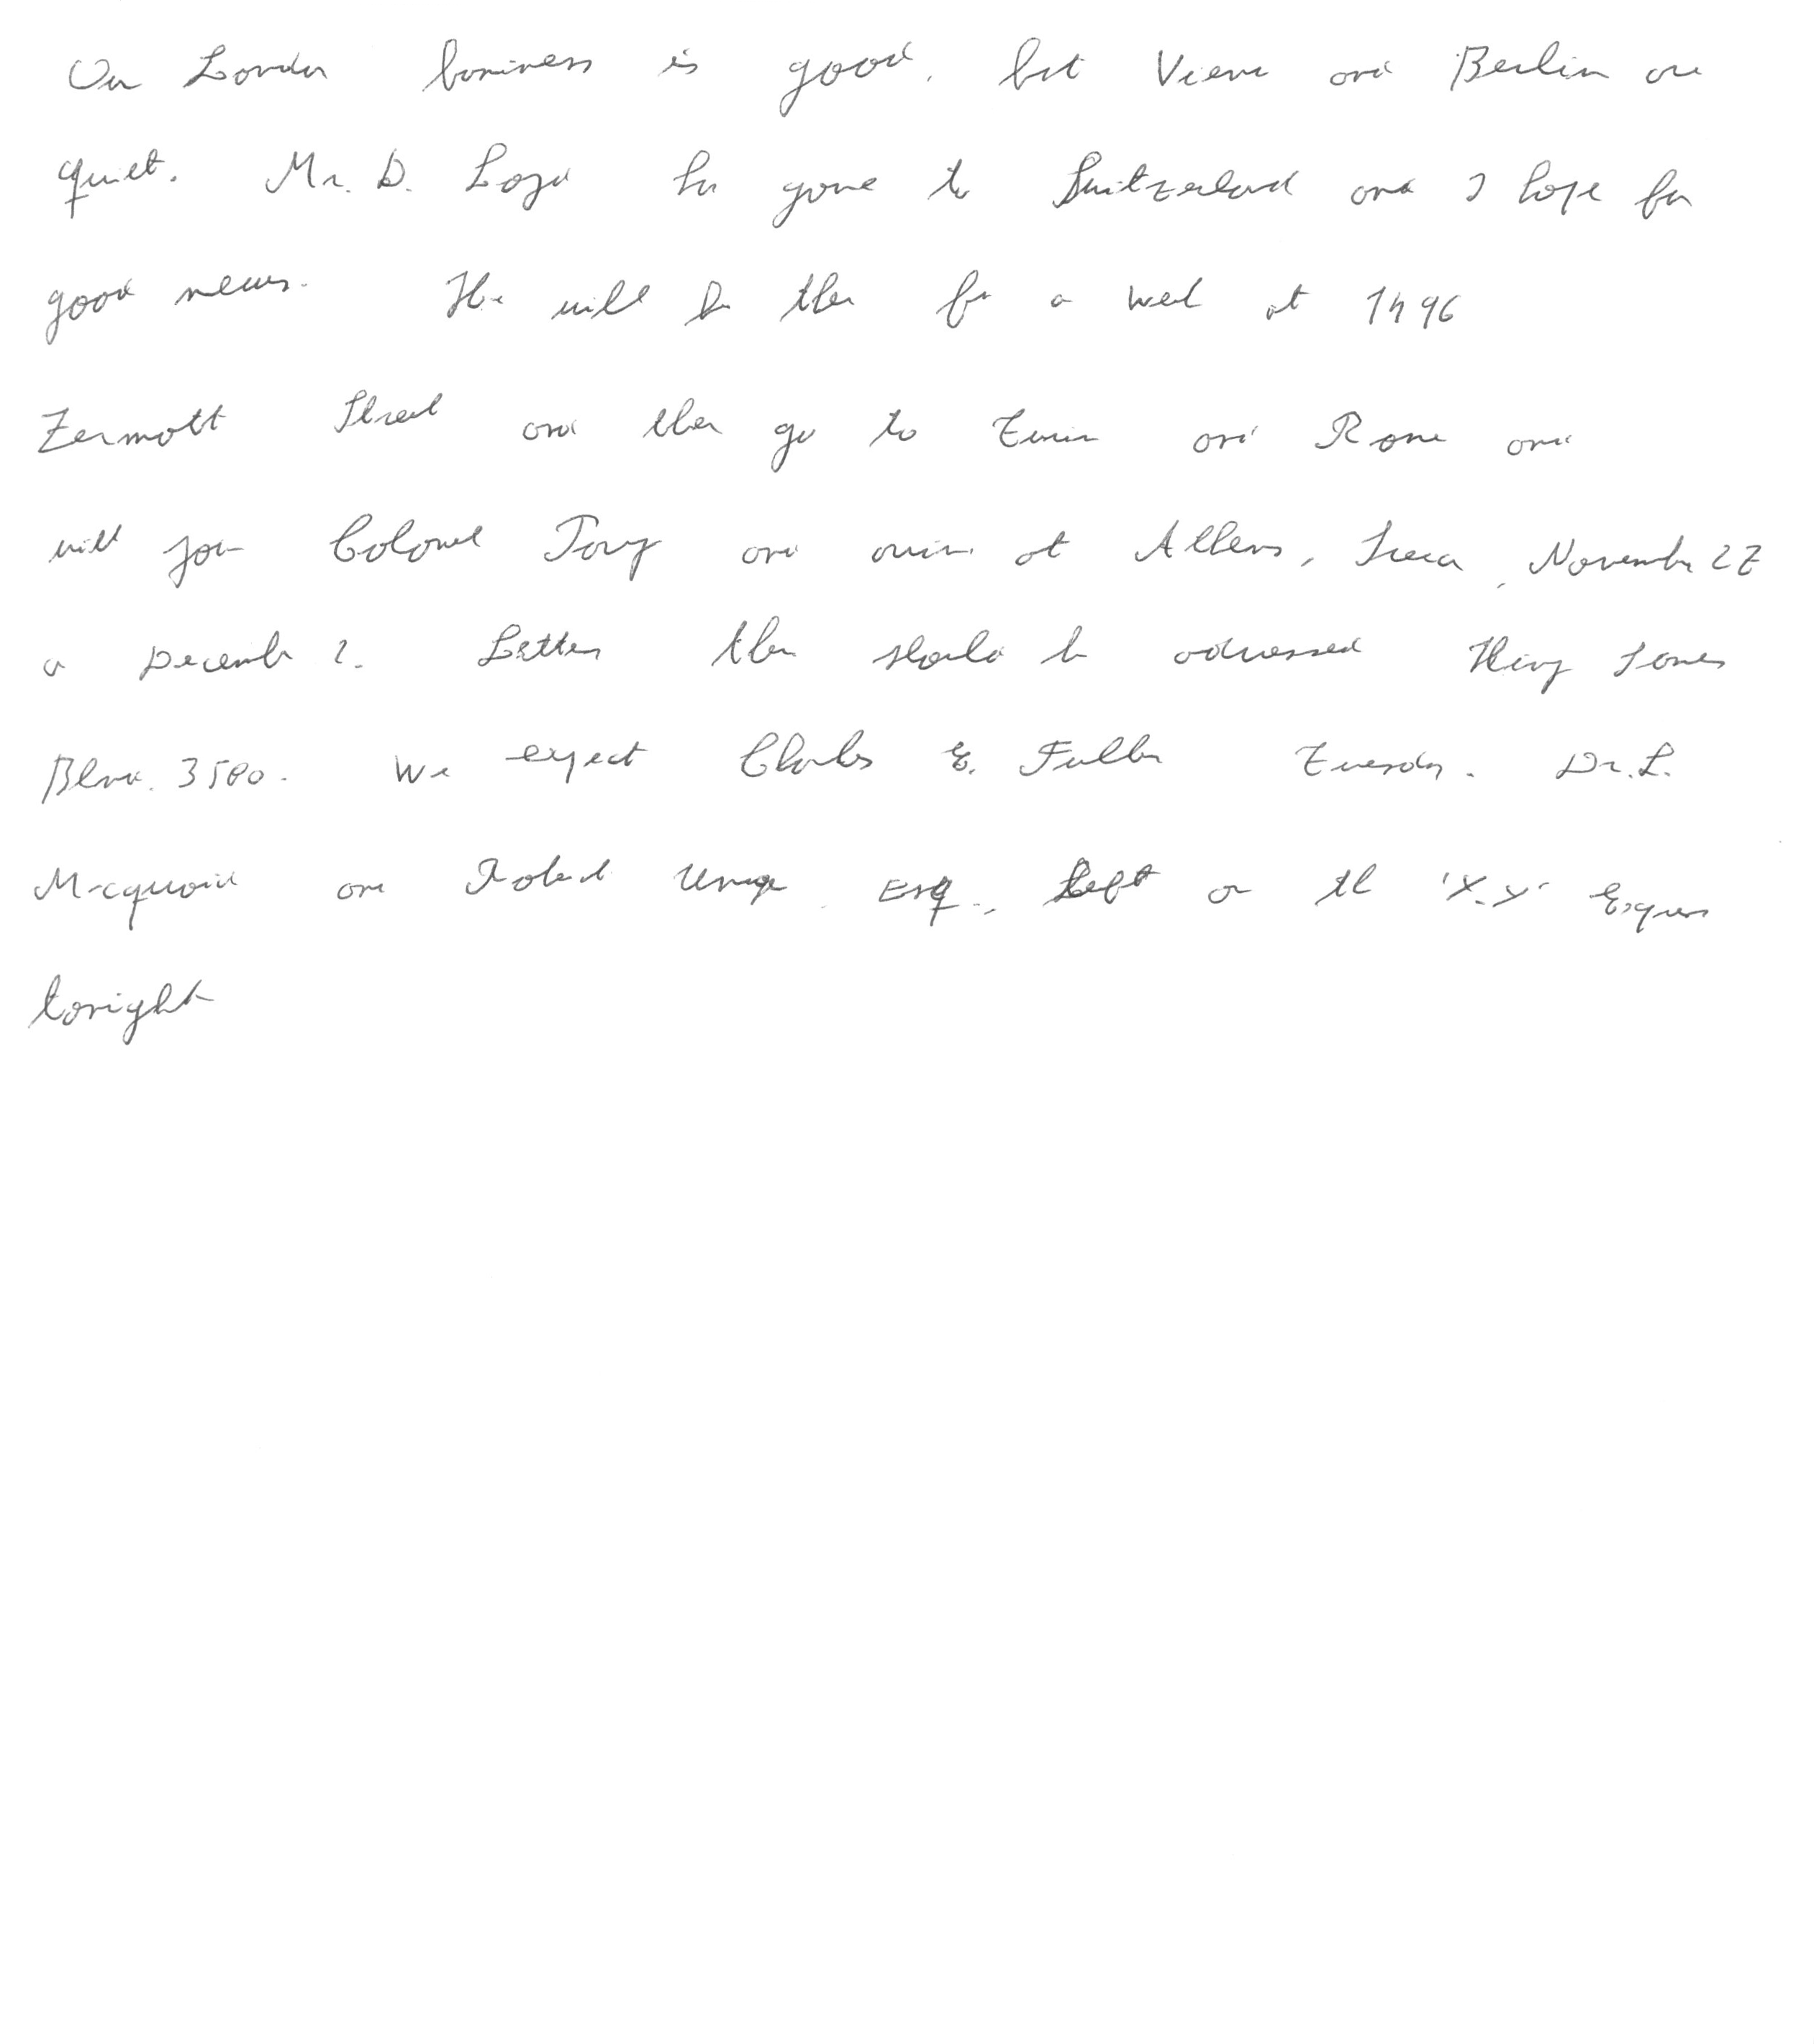 Our London business is good, but Vienna and Berlin are
quiet. Mr. D. Loyd has gone to Switzerland and I hope for
good news. He will be there for a week at 1496
Zermott Street and then go to Turin and Rome and
will join Colonel Parry and arrive at Athens, Greece, November 27
or December 2. Letters there should be addressed King James
Blvd. 3580. We expect Charles E. Fuller Tuesday. Dr. L.
McQuaid and Robert Unger, Esq., left on the 'X.Y' Express
tonight